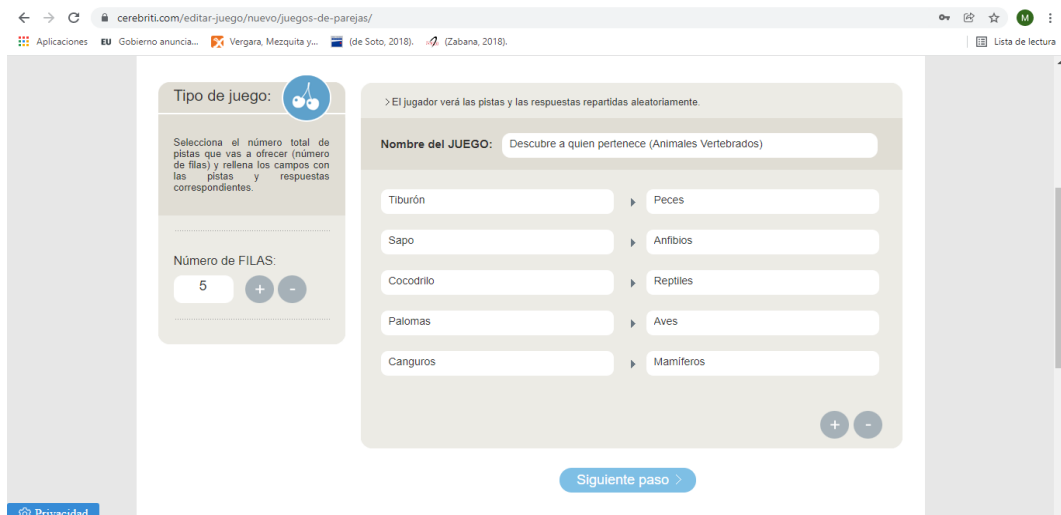 cerebriti.com/editar-juego/nuevo/juegos-de-parejas/
M
Aplicaciones EU Gobierno anuncia... Vergara, Mezquita y... (de Soto, 2018). (Zabana, 2018). Lista de lectura
Tipo de juego:
Selecciona el número total de
pistas que vas a ofrecer (número
de filas) y rellena los campos con
las pistas y respuestas
correspondientes.
Número de FILAS:
5 + -
> El jugador verá las pistas y las respuestas repartidas aleatoriamente.
Nombre del JUEGO: Descubre a quien pertenece (Animales Vertebrados)
Tiburón Peces
Sapo Anfibios
Cocodrilo Reptiles
Palomas Aves
Canguros Mamíferos
+ -
Siguiente paso >
Privacidad